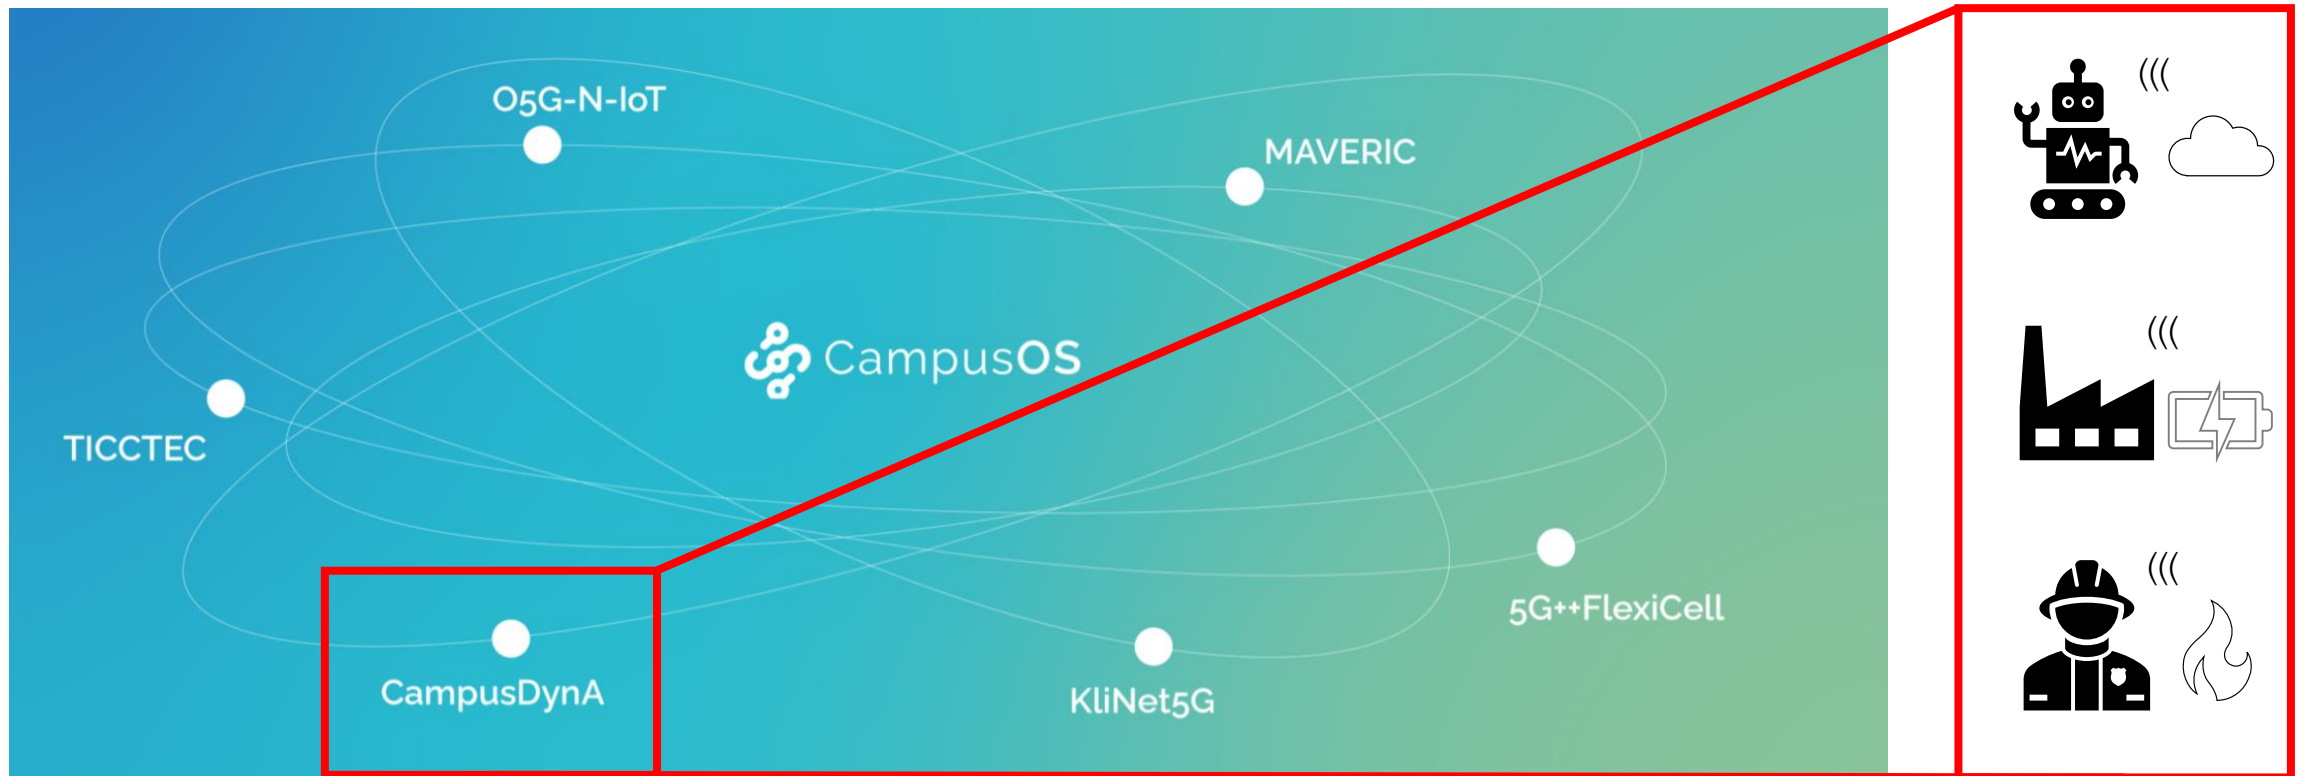 O5G-N-IoT
MAVERIC
CampusOS
TICCTEC
5G++FlexiCell
CampusDynA
KliNet5G